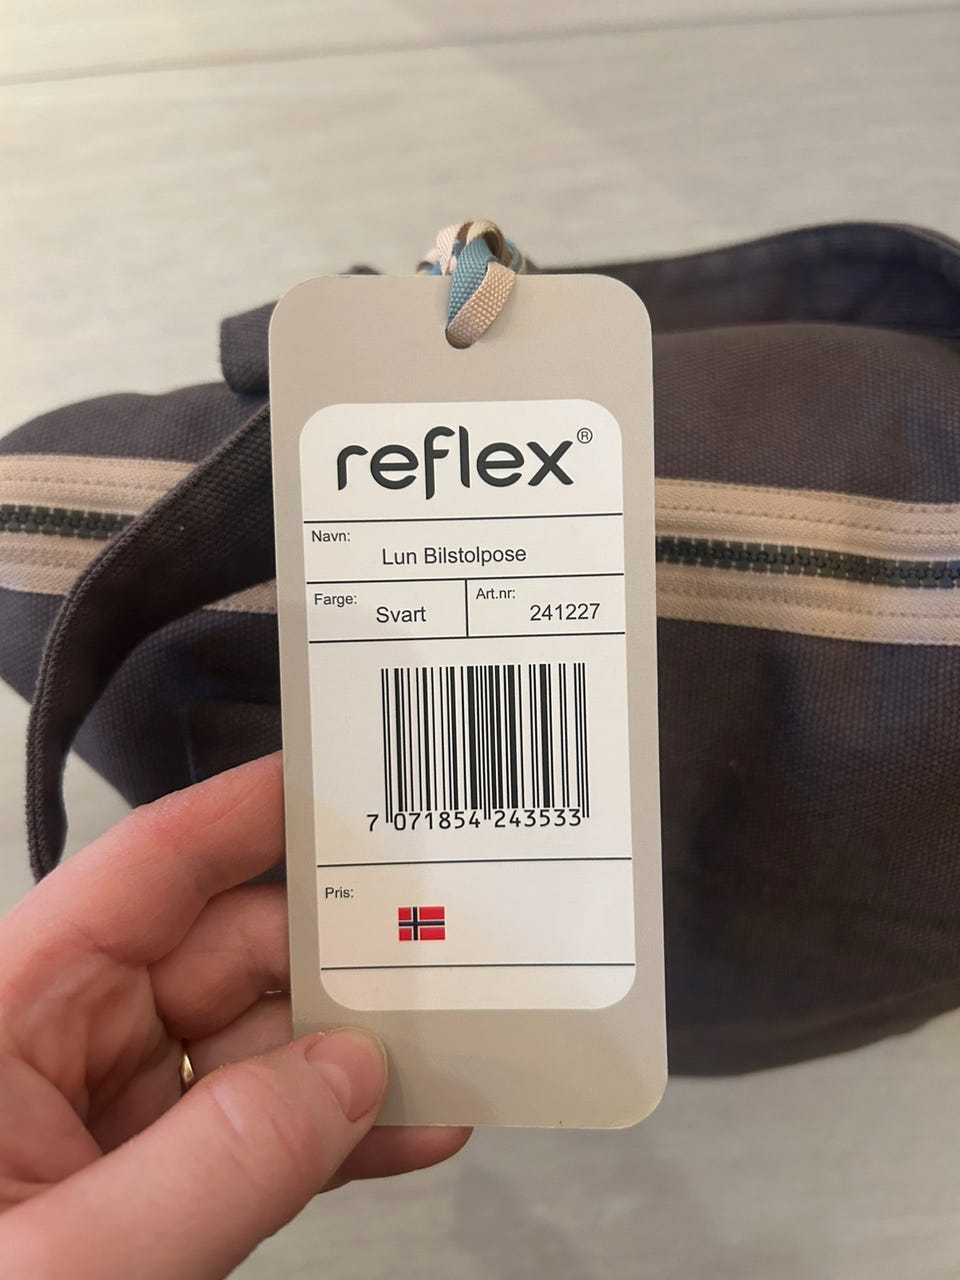 reflex®
Navn:
Lun Bilstolpose
Farge: Svart
Art.nr: 241227
7 071854 243533
Pris: